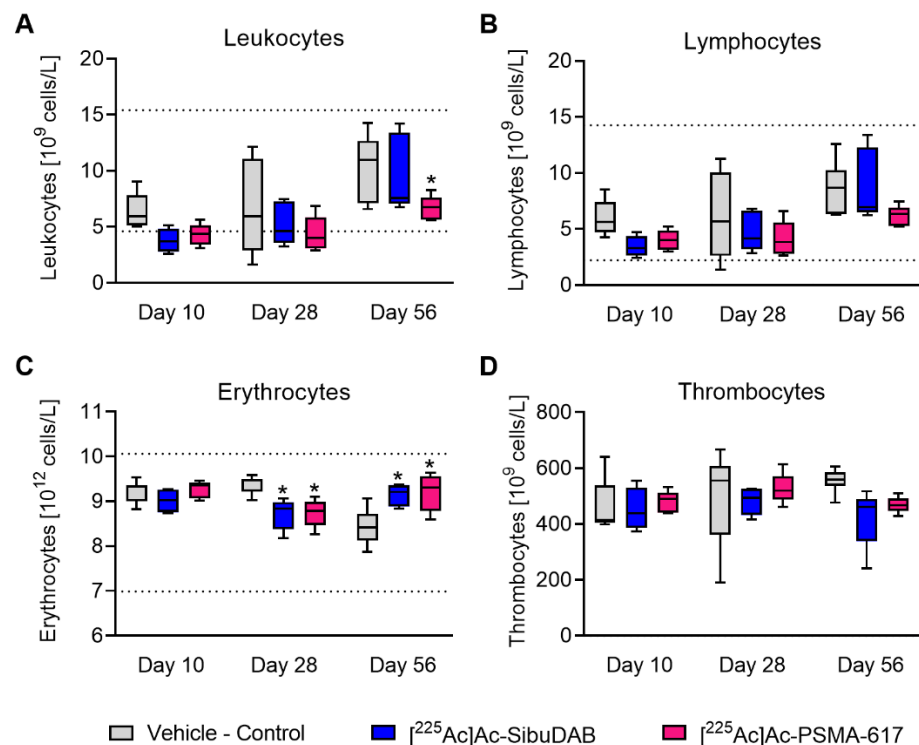 A
Leukocytes
Leukocytes [10⁹ cells/L]
20
15
10
5
0
*
Day 10 Day 28 Day 56
B
Lymphocytes
Lymphocytes [10⁹ cells/L]
20
15
10
5
0
Day 10 Day 28 Day 56
C
Erythrocytes
Erythrocytes [10¹² cells/L]
11
10
9
8
7
6
* * * *
Day 10 Day 28 Day 56
D
Thrombocytes
Thrombocytes [10⁹ cells/L]
800
600
400
200
0
Day 10 Day 28 Day 56
Vehicle - Control [²²⁵Ac]Ac-SibuDAB [²²⁵Ac]Ac-PSMA-617